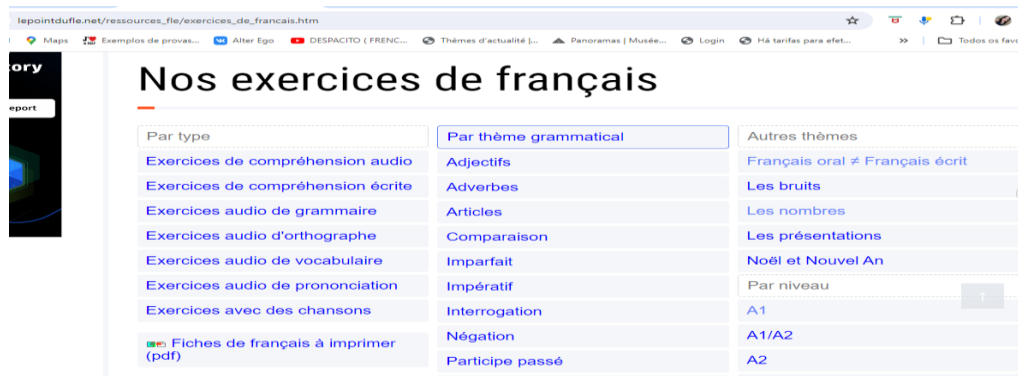 lepointdufle.net/ressources_fle/exercices_de_francais.htm
Maps Exemplos de provas... Alter Ego DESPACITO ( FRENC... Thèmes d'actualité |... Panoramas | Musée... Login Há tarifas para efet... » Todos os favo
ory
eport
Nos exercices de français
Par type
Exercices de compréhension audio
Exercices de compréhension écrite
Exercices audio de grammaire
Exercices audio d'orthographe
Exercices audio de vocabulaire
Exercices audio de prononciation
Exercices avec des chansons
Fiches de français à imprimer
(pdf)
Par thème grammatical
Adjectifs
Adverbes
Articles
Comparaison
Imparfait
Impératif
Interrogation
Négation
Participe passé
Autres thèmes
Français oral ≠ Français écrit
Les bruits
Les nombres
Les présentations
Noël et Nouvel An
Par niveau
A1
A1/A2
A2